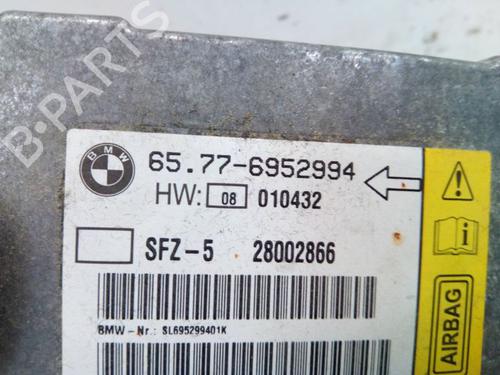 B-PARTS
BMW
65.77-6952994
HW: 08 010432
SFZ-5 28002866
BMW-Nr.: SL695299401K
AIRBAG